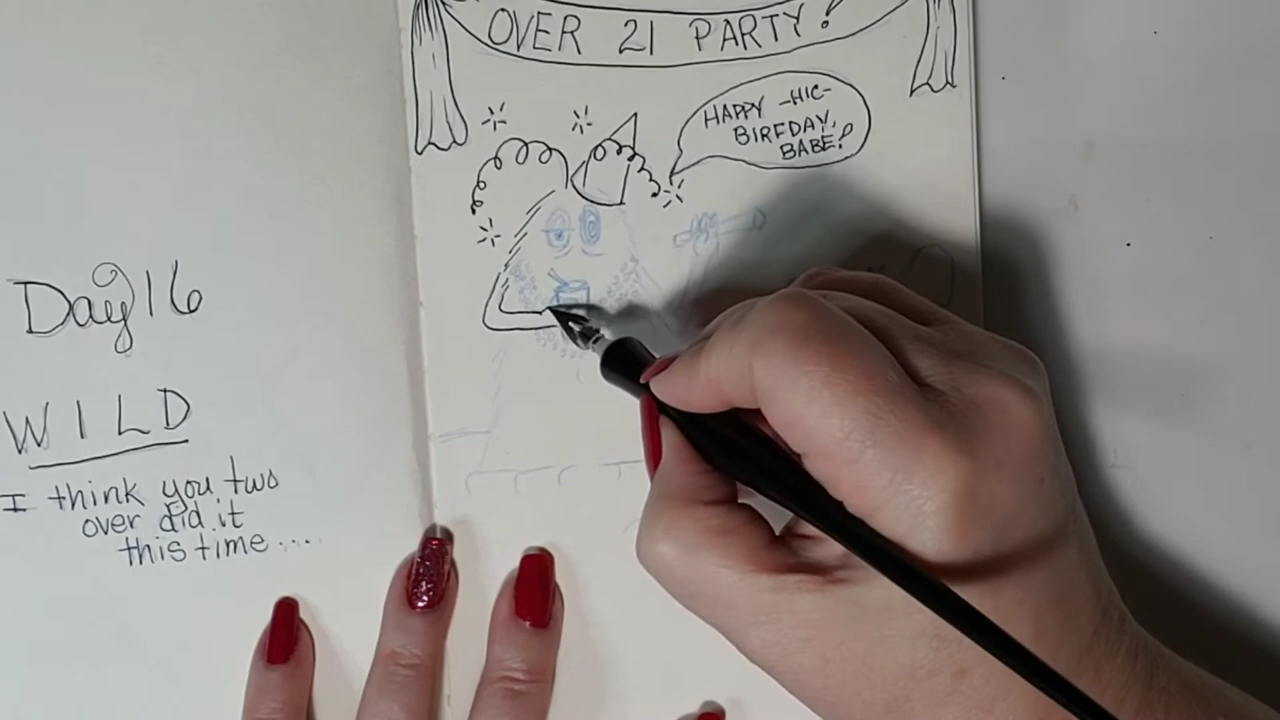 Day 16
WILD
I think you two
over did it
this time....
OVER 21 PARTY!
HAPPY -HIC-
BIRFDAY,
BABE!